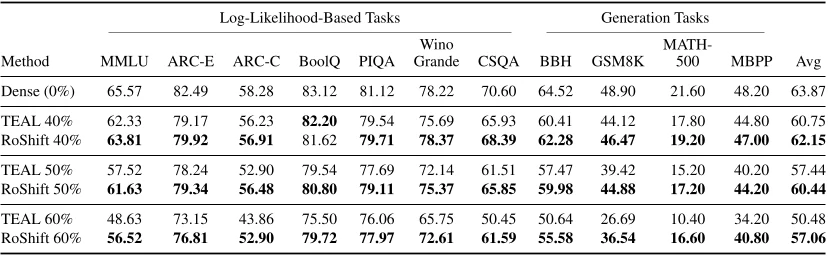 Log-Likelihood-Based Tasks Generation Tasks
Method MMLU ARC-E ARC-C BoolQ PIQA Wino Grande CSQA BBH GSM8K MATH-500 MBPP Avg
Dense (0%) 65.57 82.49 58.28 83.12 81.12 78.22 70.60 64.52 48.90 21.60 48.20 63.87
TEAL 40% 62.33 79.17 56.23 82.20 79.54 75.69 65.93 60.41 44.12 17.80 44.80 60.75
RoShift 40% 63.81 79.92 56.91 81.62 79.71 78.37 68.39 62.28 46.47 19.20 47.00 62.15
TEAL 50% 57.52 78.24 52.90 79.54 77.69 72.14 61.51 57.47 39.42 15.20 40.20 57.44
RoShift 50% 61.63 79.34 56.48 80.80 79.11 75.37 65.85 59.98 44.88 17.20 44.20 60.44
TEAL 60% 48.63 73.15 43.86 75.50 76.06 65.75 50.45 50.64 26.69 10.40 34.20 50.48
RoShift 60% 56.52 76.81 52.90 79.72 77.97 72.61 61.59 55.58 36.54 16.60 40.80 57.06